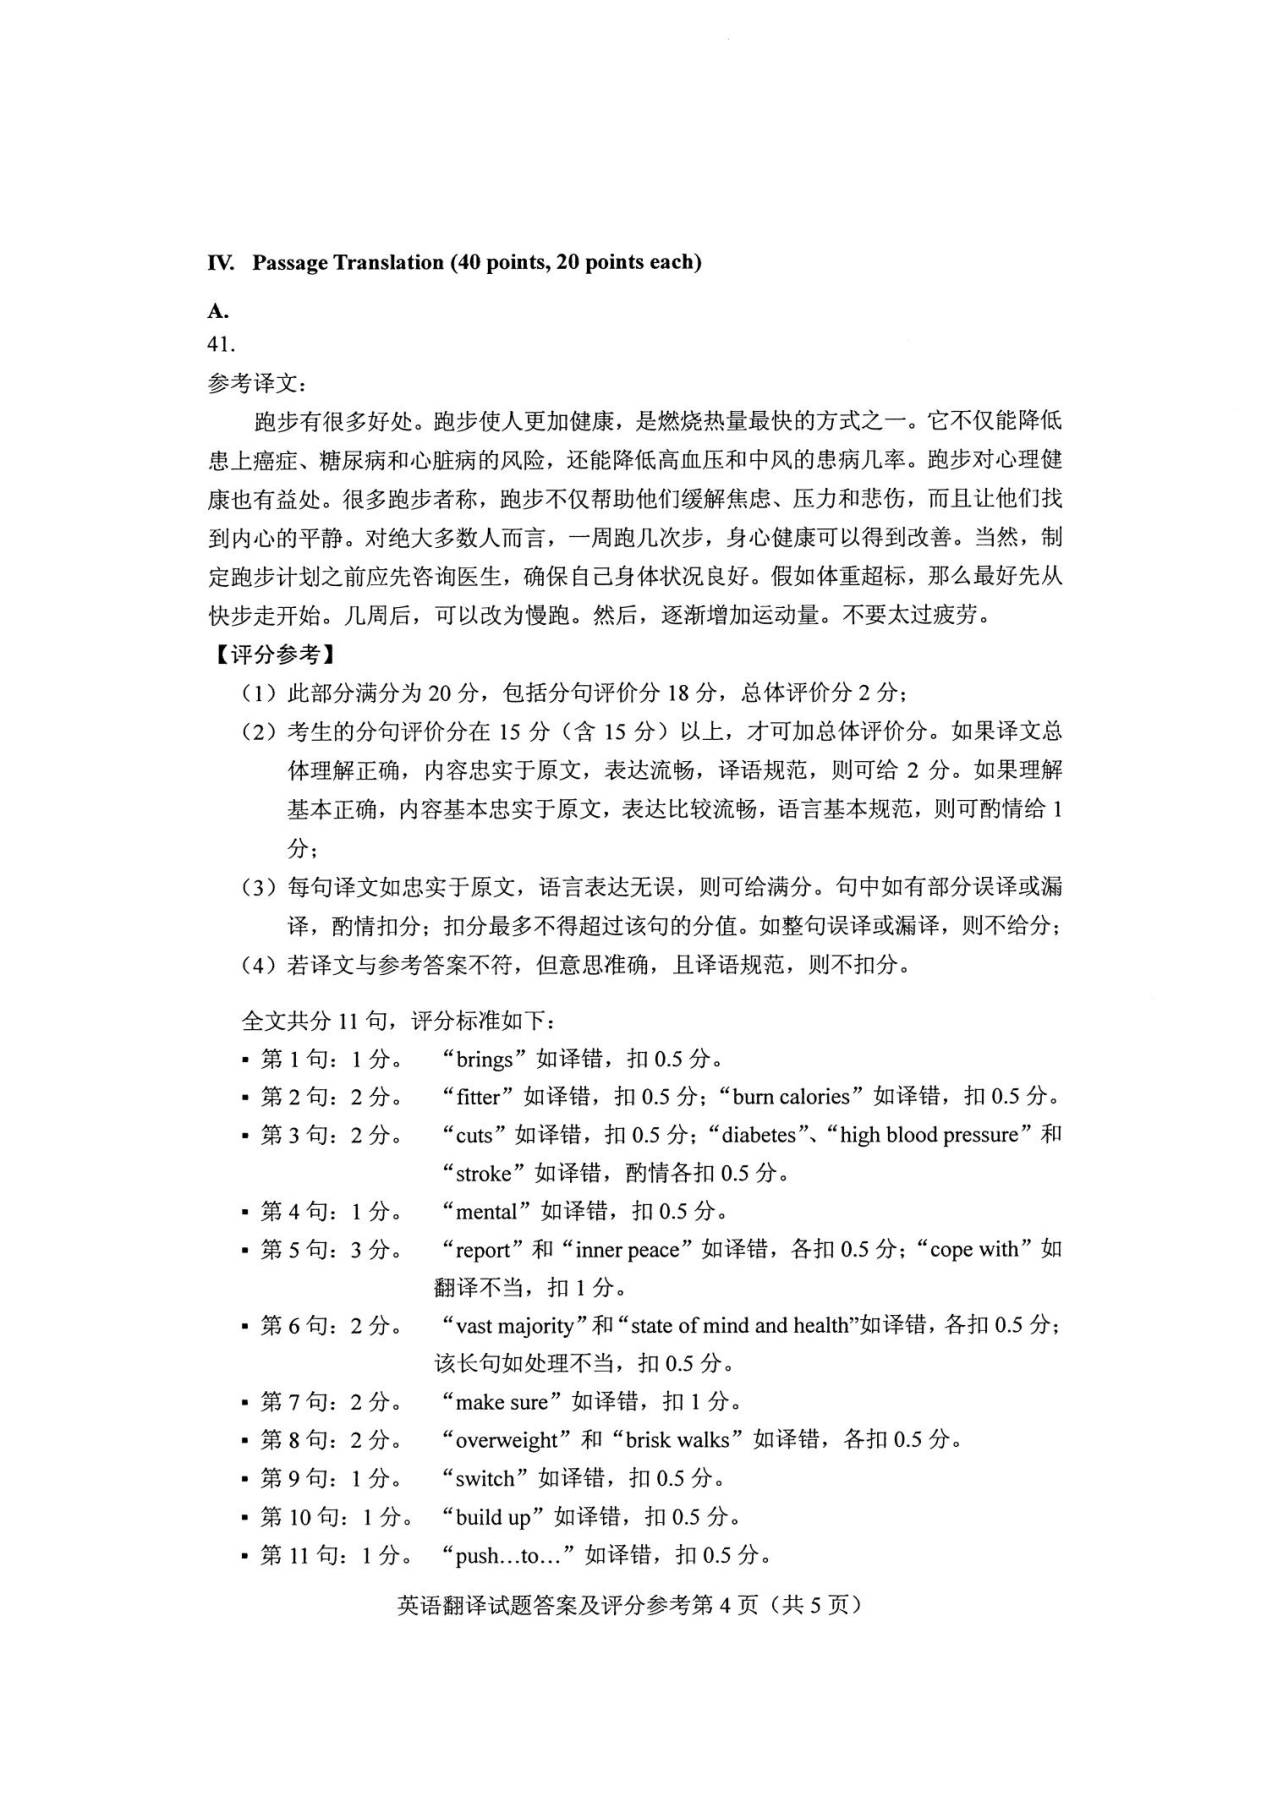 IV. Passage Translation (40 points, 20 points each)
A.
41.
参考译文：
跑步有很多好处。跑步使人更加健康，是燃烧热量最快的方式之一。它不仅能降低
患上癌症、糖尿病和心脏病的风险，还能降低高血压和中风的患病几率。跑步对心理健
康也有益处。很多跑步者称，跑步不仅帮助他们缓解焦虑、压力和悲伤，而且让他们找
到内心的平静。对绝大多数人而言，一周跑几次步，身心健康可以得到改善。当然，制
定跑步计划之前应先咨询医生，确保自己身体状况良好。假如体重超标，那么最好先从
快步走开始。几周后，可以改为慢跑。然后，逐渐增加运动量。不要太过疲劳。
【评分参考】
（1）此部分满分为 20 分，包括分句评价分 18 分，总体评价分 2 分；
（2）考生的分句评价分在 15 分（含 15 分）以上，才可加总体评价分。如果译文总
体理解正确，内容忠实于原文，表达流畅，译语规范，则可给 2 分。如果理解
基本正确，内容基本忠实于原文，表达比较流畅，语言基本规范，则可酌情给 1
分；
（3）每句译文如忠实于原文，语言表达无误，则可给满分。句中如有部分误译或漏
译，酌情扣分；扣分最多不得超过该句的分值。如整句误译或漏译，则不给分；
（4）若译文与参考答案不符，但意思准确，且译语规范，则不扣分。
全文共分 11 句，评分标准如下：
▪ 第 1 句：1 分。 “brings”如译错，扣 0.5 分。
▪ 第 2 句：2 分。 “fitter”如译错，扣 0.5 分；“burn calories”如译错，扣 0.5 分。
▪ 第 3 句：2 分。 “cuts”如译错，扣 0.5 分；“diabetes”、“high blood pressure”和
“stroke”如译错，酌情各扣 0.5 分。
▪ 第 4 句：1 分。 “mental”如译错，扣 0.5 分。
▪ 第 5 句：3 分。 “report”和“inner peace”如译错，各扣 0.5 分；“cope with”如
翻译不当，扣 1 分。
▪ 第 6 句：2 分。 “vast majority”和“state of mind and health”如译错，各扣 0.5 分；
该长句如处理不当，扣 0.5 分。
▪ 第 7 句：2 分。 “make sure”如译错，扣 1 分。
▪ 第 8 句：2 分。 “overweight”和“brisk walks”如译错，各扣 0.5 分。
▪ 第 9 句：1 分。 “switch”如译错，扣 0.5 分。
▪ 第 10 句：1 分。 “build up”如译错，扣 0.5 分。
▪ 第 11 句：1 分。 “push…to…”如译错，扣 0.5 分。
英语翻译试题答案及评分参考第 4 页（共 5 页）